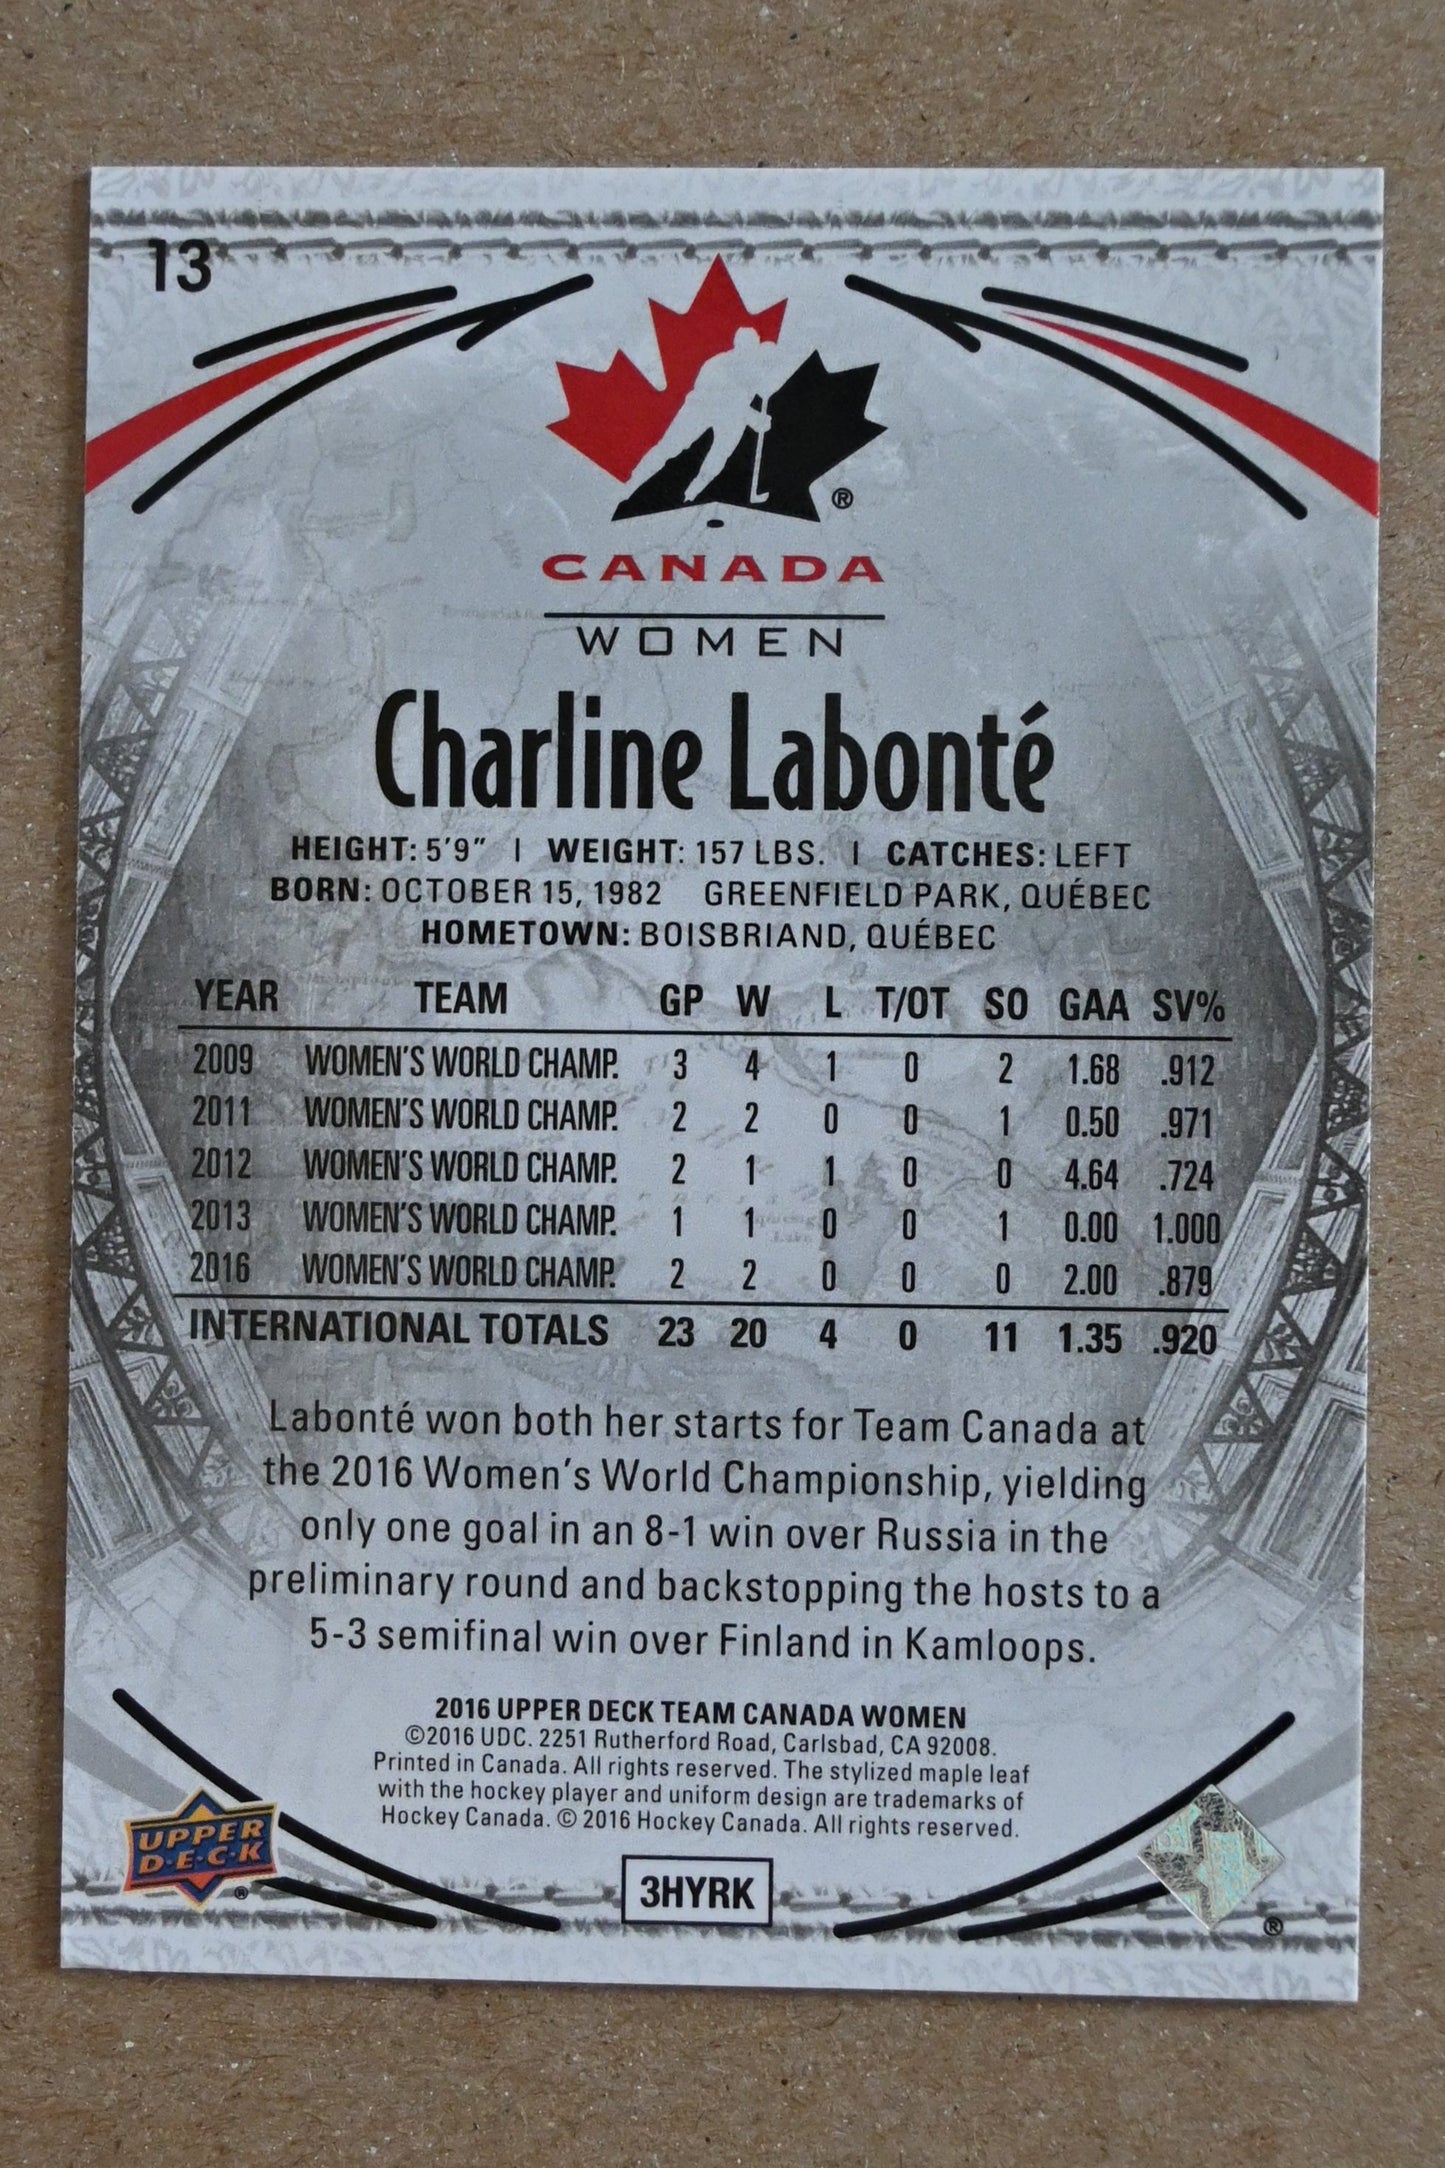 13
®
CANADA
WOMEN
Charline Labonté
HEIGHT: 5'9" | WEIGHT: 157 LBS. | CATCHES: LEFT
BORN: OCTOBER 15, 1982 GREENFIELD PARK, QUÉBEC
HOMETOWN: BOISBRIAND, QUÉBEC
YEAR TEAM GP W L T/OT SO GAA SV%
2009 WOMEN'S WORLD CHAMP. 3 4 1 0 2 1.68 .912
2011 WOMEN'S WORLD CHAMP. 2 2 0 0 1 0.50 .971
2012 WOMEN'S WORLD CHAMP. 2 1 1 0 0 4.64 .724
2013 WOMEN'S WORLD CHAMP. 1 1 0 0 1 0.00 1.000
2016 WOMEN'S WORLD CHAMP. 2 2 0 0 0 2.00 .879
INTERNATIONAL TOTALS 23 20 4 0 11 1.35 .920
Labonté won both her starts for Team Canada at
the 2016 Women's World Championship, yielding
only one goal in an 8-1 win over Russia in the
preliminary round and backstopping the hosts to a
5-3 semifinal win over Finland in Kamloops.
2016 UPPER DECK TEAM CANADA WOMEN
©2016 UDC. 2251 Rutherford Road, Carlsbad, CA 92008.
Printed in Canada. All rights reserved. The stylized maple leaf
with the hockey player and uniform design are trademarks of
Hockey Canada. © 2016 Hockey Canada. All rights reserved.
UPPER
D·E·C·K
®
3HYRK
®